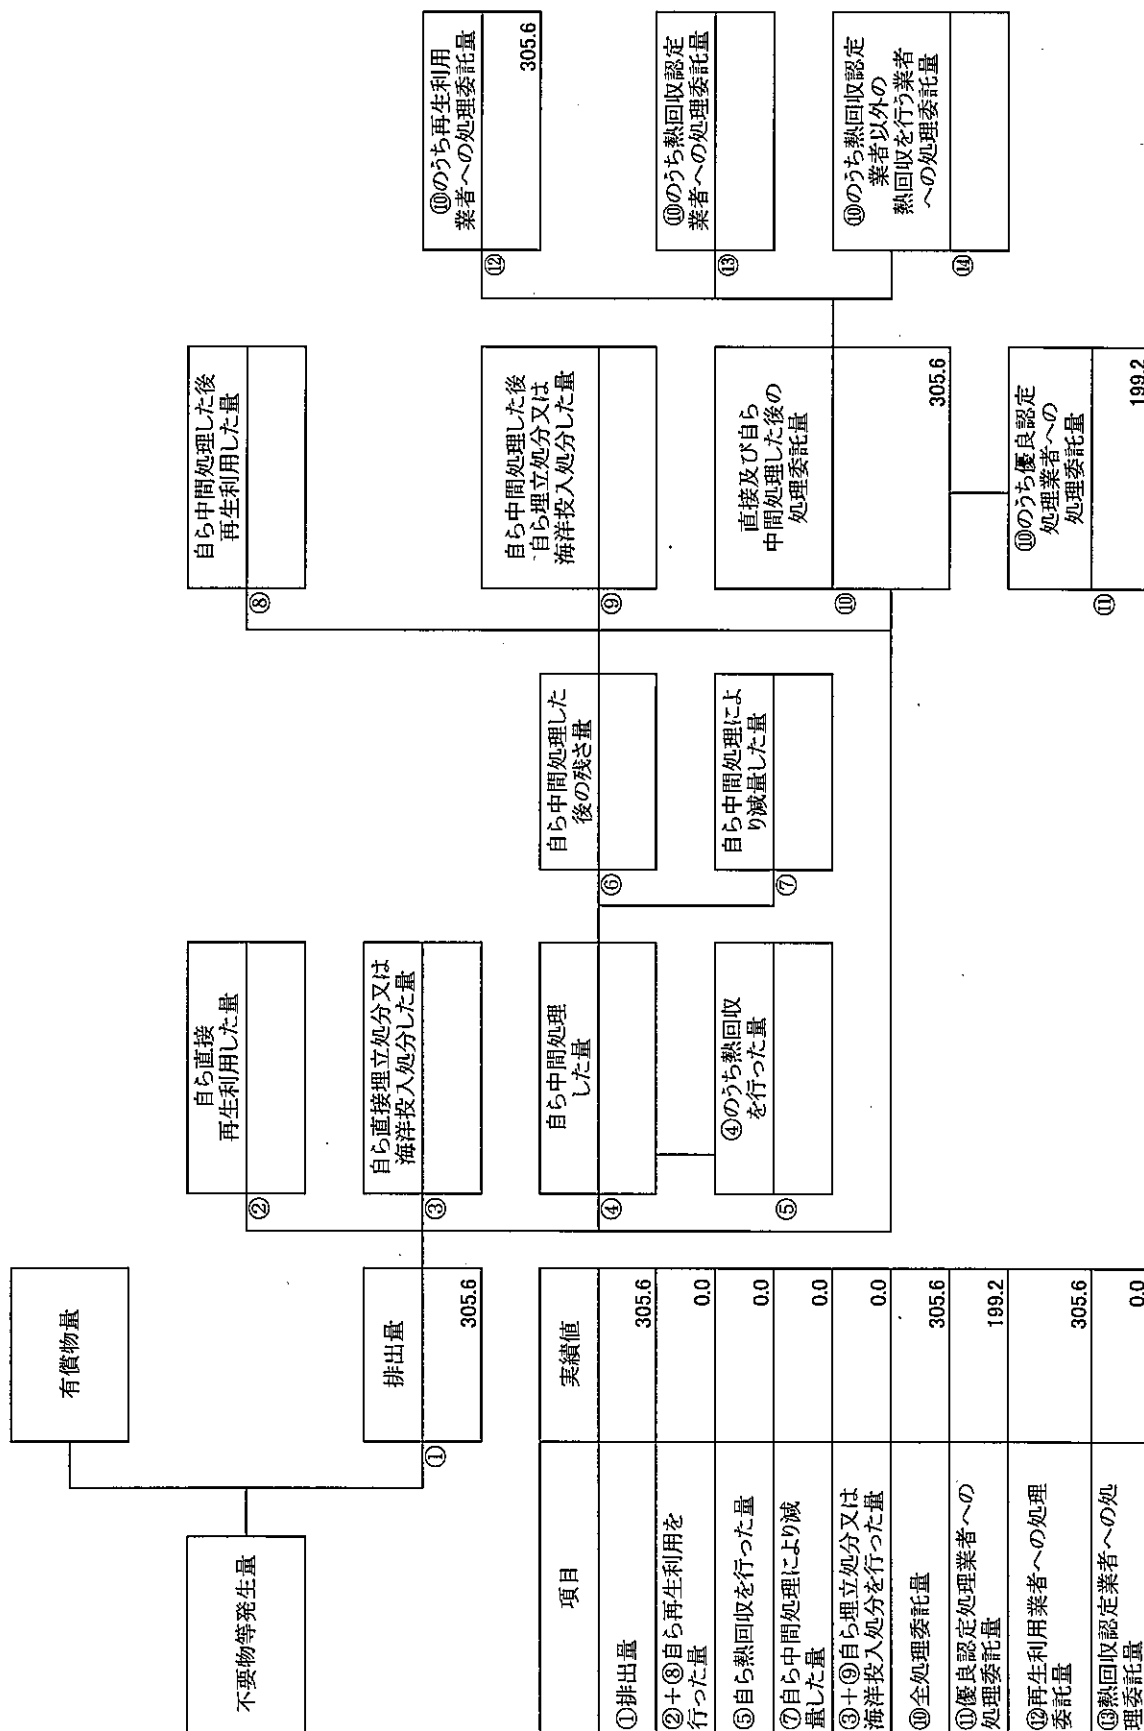 不要物等発生量
有償物量
排出量
①
305.6
②
自ら直接
再生利用した量
③
自ら直接埋立処分又は
海洋投入処分した量
④
自ら中間処理
した量
⑤
④のうち熱回収
を行った量
⑥
自ら中間処理した
後の残さ量
⑦
自ら中間処理によ
り減量した量
⑧
自ら中間処理した後
再生利用した量
⑨
自ら中間処理した後
自ら埋立処分又は
海洋投入処分した量
⑩
直接及び自ら
中間処理した後の
処理委託量
305.6
⑪
⑩のうち優良認定
処理業者への
処理委託量
199.2
⑫
⑩のうち再生利用
業者への処理委託量
305.6
⑬
⑩のうち熱回収認定
業者への処理委託量
⑭
⑩のうち熱回収認定
業者以外の
熱回収を行う業者
への処理委託量
項目 実績値
①排出量 305.6
②+⑧自ら再生利用を
行った量 0.0
⑤自ら熱回収を行った量 0.0
⑦自ら中間処理により減
量した量 0.0
③+⑨自ら埋立処分又は
海洋投入処分を行った量 0.0
⑩全処理委託量 305.6
⑪優良認定処理業者への
処理委託量 199.2
⑫再生利用業者への処理
委託量 305.6
⑬熱回収認定業者への処
理委託量 0.0